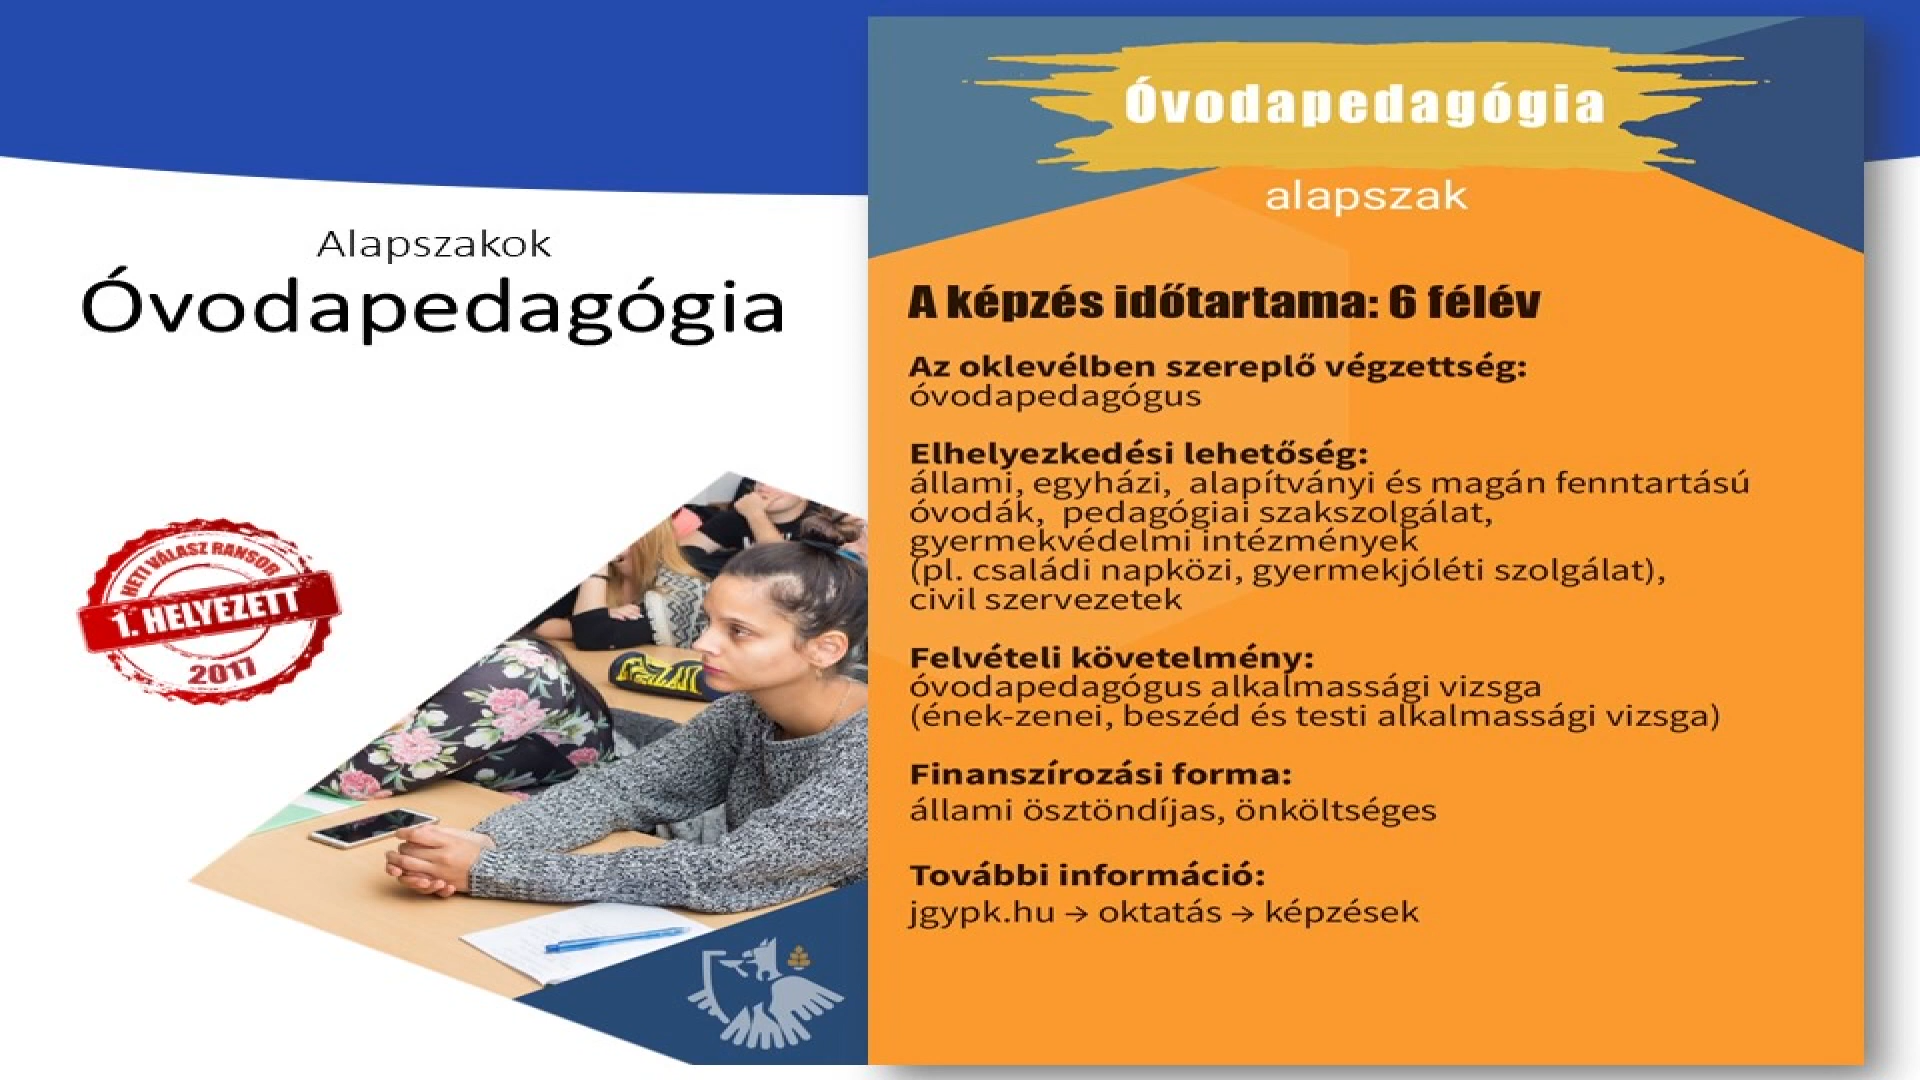 Alapszakok
Óvodapedagógia
HETI VÁLASZ RANSOR
1. HELYEZETT
2017
Óvodapedagógia
alapszak
A képzés időtartama: 6 félév
Az oklevélben szereplő végzettség:
óvodapedagógus
Elhelyezkedési lehetőség:
állami, egyházi, alapítványi és magán fenntartású
óvodák, pedagógiai szakszolgálat,
gyermekvédelmi intézmények
(pl. családi napközi, gyermekjóléti szolgálat),
civil szervezetek
Felvételi követelmény:
óvodapedagógus alkalmassági vizsga
(ének-zenei, beszéd és testi alkalmassági vizsga)
Finanszírozási forma:
állami ösztöndíjas, önköltséges
További információ:
jgypk.hu → oktatás → képzések